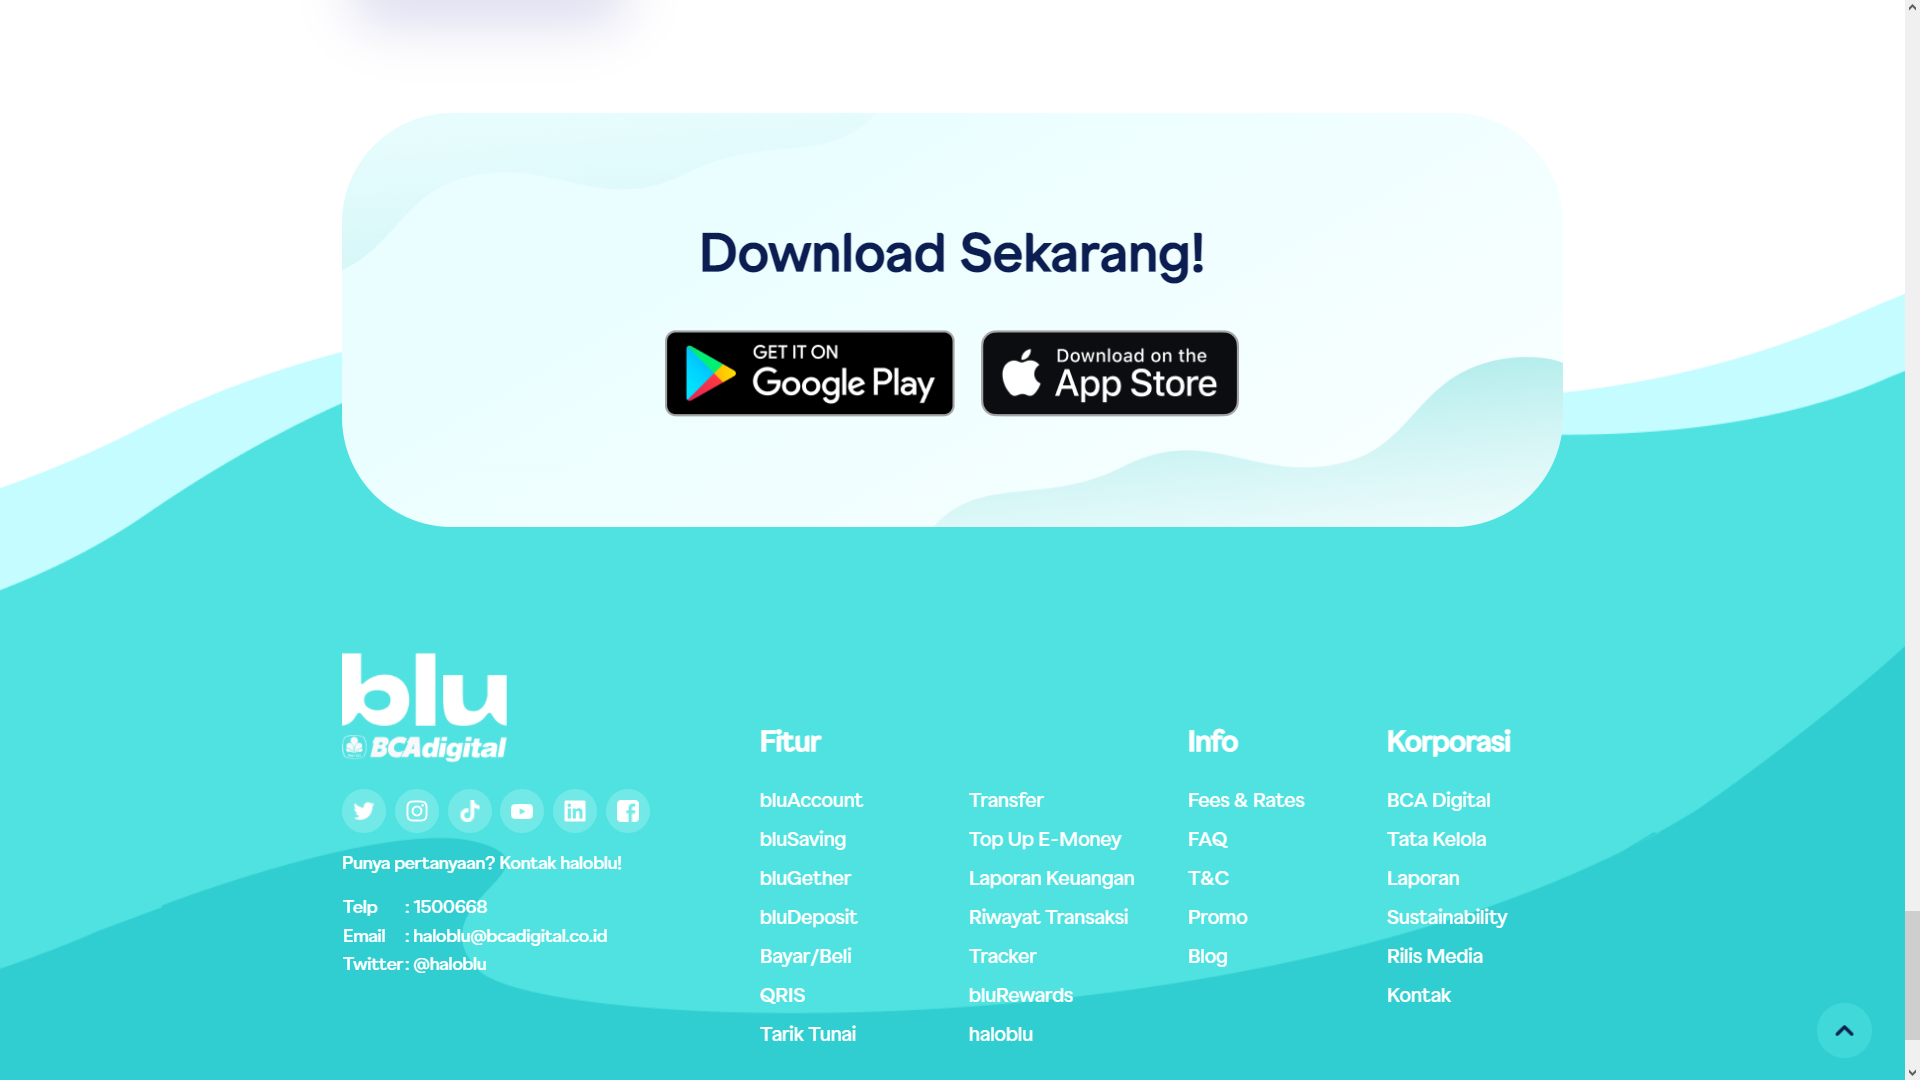 Download Sekarang!
GET IT ON
Google Play
Download on the
App Store
blu
BCAdigital
Punya pertanyaan? Kontak haloblu!
Telp : 1500668
Email : haloblu@bcadigital.co.id
Twitter : @haloblu
Fitur
bluAccount
bluSaving
bluGether
bluDeposit
Bayar/Beli
QRIS
Tarik Tunai
Transfer
Top Up E-Money
Laporan Keuangan
Riwayat Transaksi
Tracker
bluRewards
haloblu
Info
Fees & Rates
FAQ
T&C
Promo
Blog
Korporasi
BCA Digital
Tata Kelola
Laporan
Sustainability
Rilis Media
Kontak